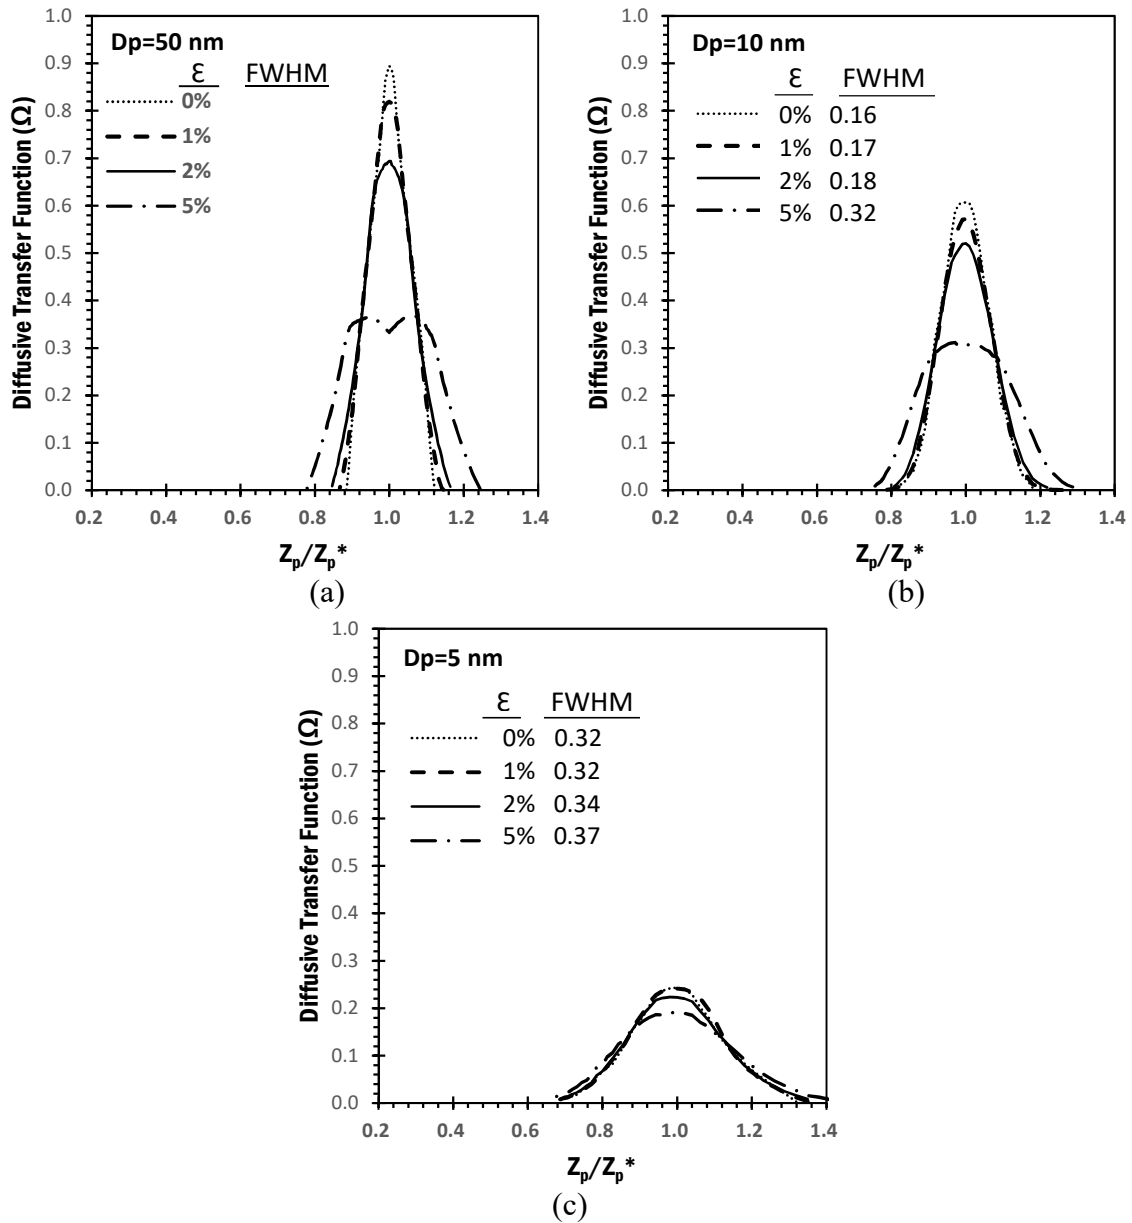 Dp=50 nm
Ɛ FWHM
0%
1%
2%
5%
Diffusive Transfer Function (Ω)
1.0
0.9
0.8
0.7
0.6
0.5
0.4
0.3
0.2
0.1
0.0
0.2 0.4 0.6 0.8 1.0 1.2 1.4
Zp/Zp*
(a)
Dp=10 nm
Ɛ FWHM
0% 0.16
1% 0.17
2% 0.18
5% 0.32
Diffusive Transfer Function (Ω)
1.0
0.9
0.8
0.7
0.6
0.5
0.4
0.3
0.2
0.1
0.0
0.2 0.4 0.6 0.8 1.0 1.2 1.4
Zp/Zp*
(b)
Dp=5 nm
Ɛ FWHM
0% 0.32
1% 0.32
2% 0.34
5% 0.37
Diffusive Transfer Function (Ω)
1.0
0.9
0.8
0.7
0.6
0.5
0.4
0.3
0.2
0.1
0.0
0.2 0.4 0.6 0.8 1.0 1.2 1.4
Zp/Zp*
(c)